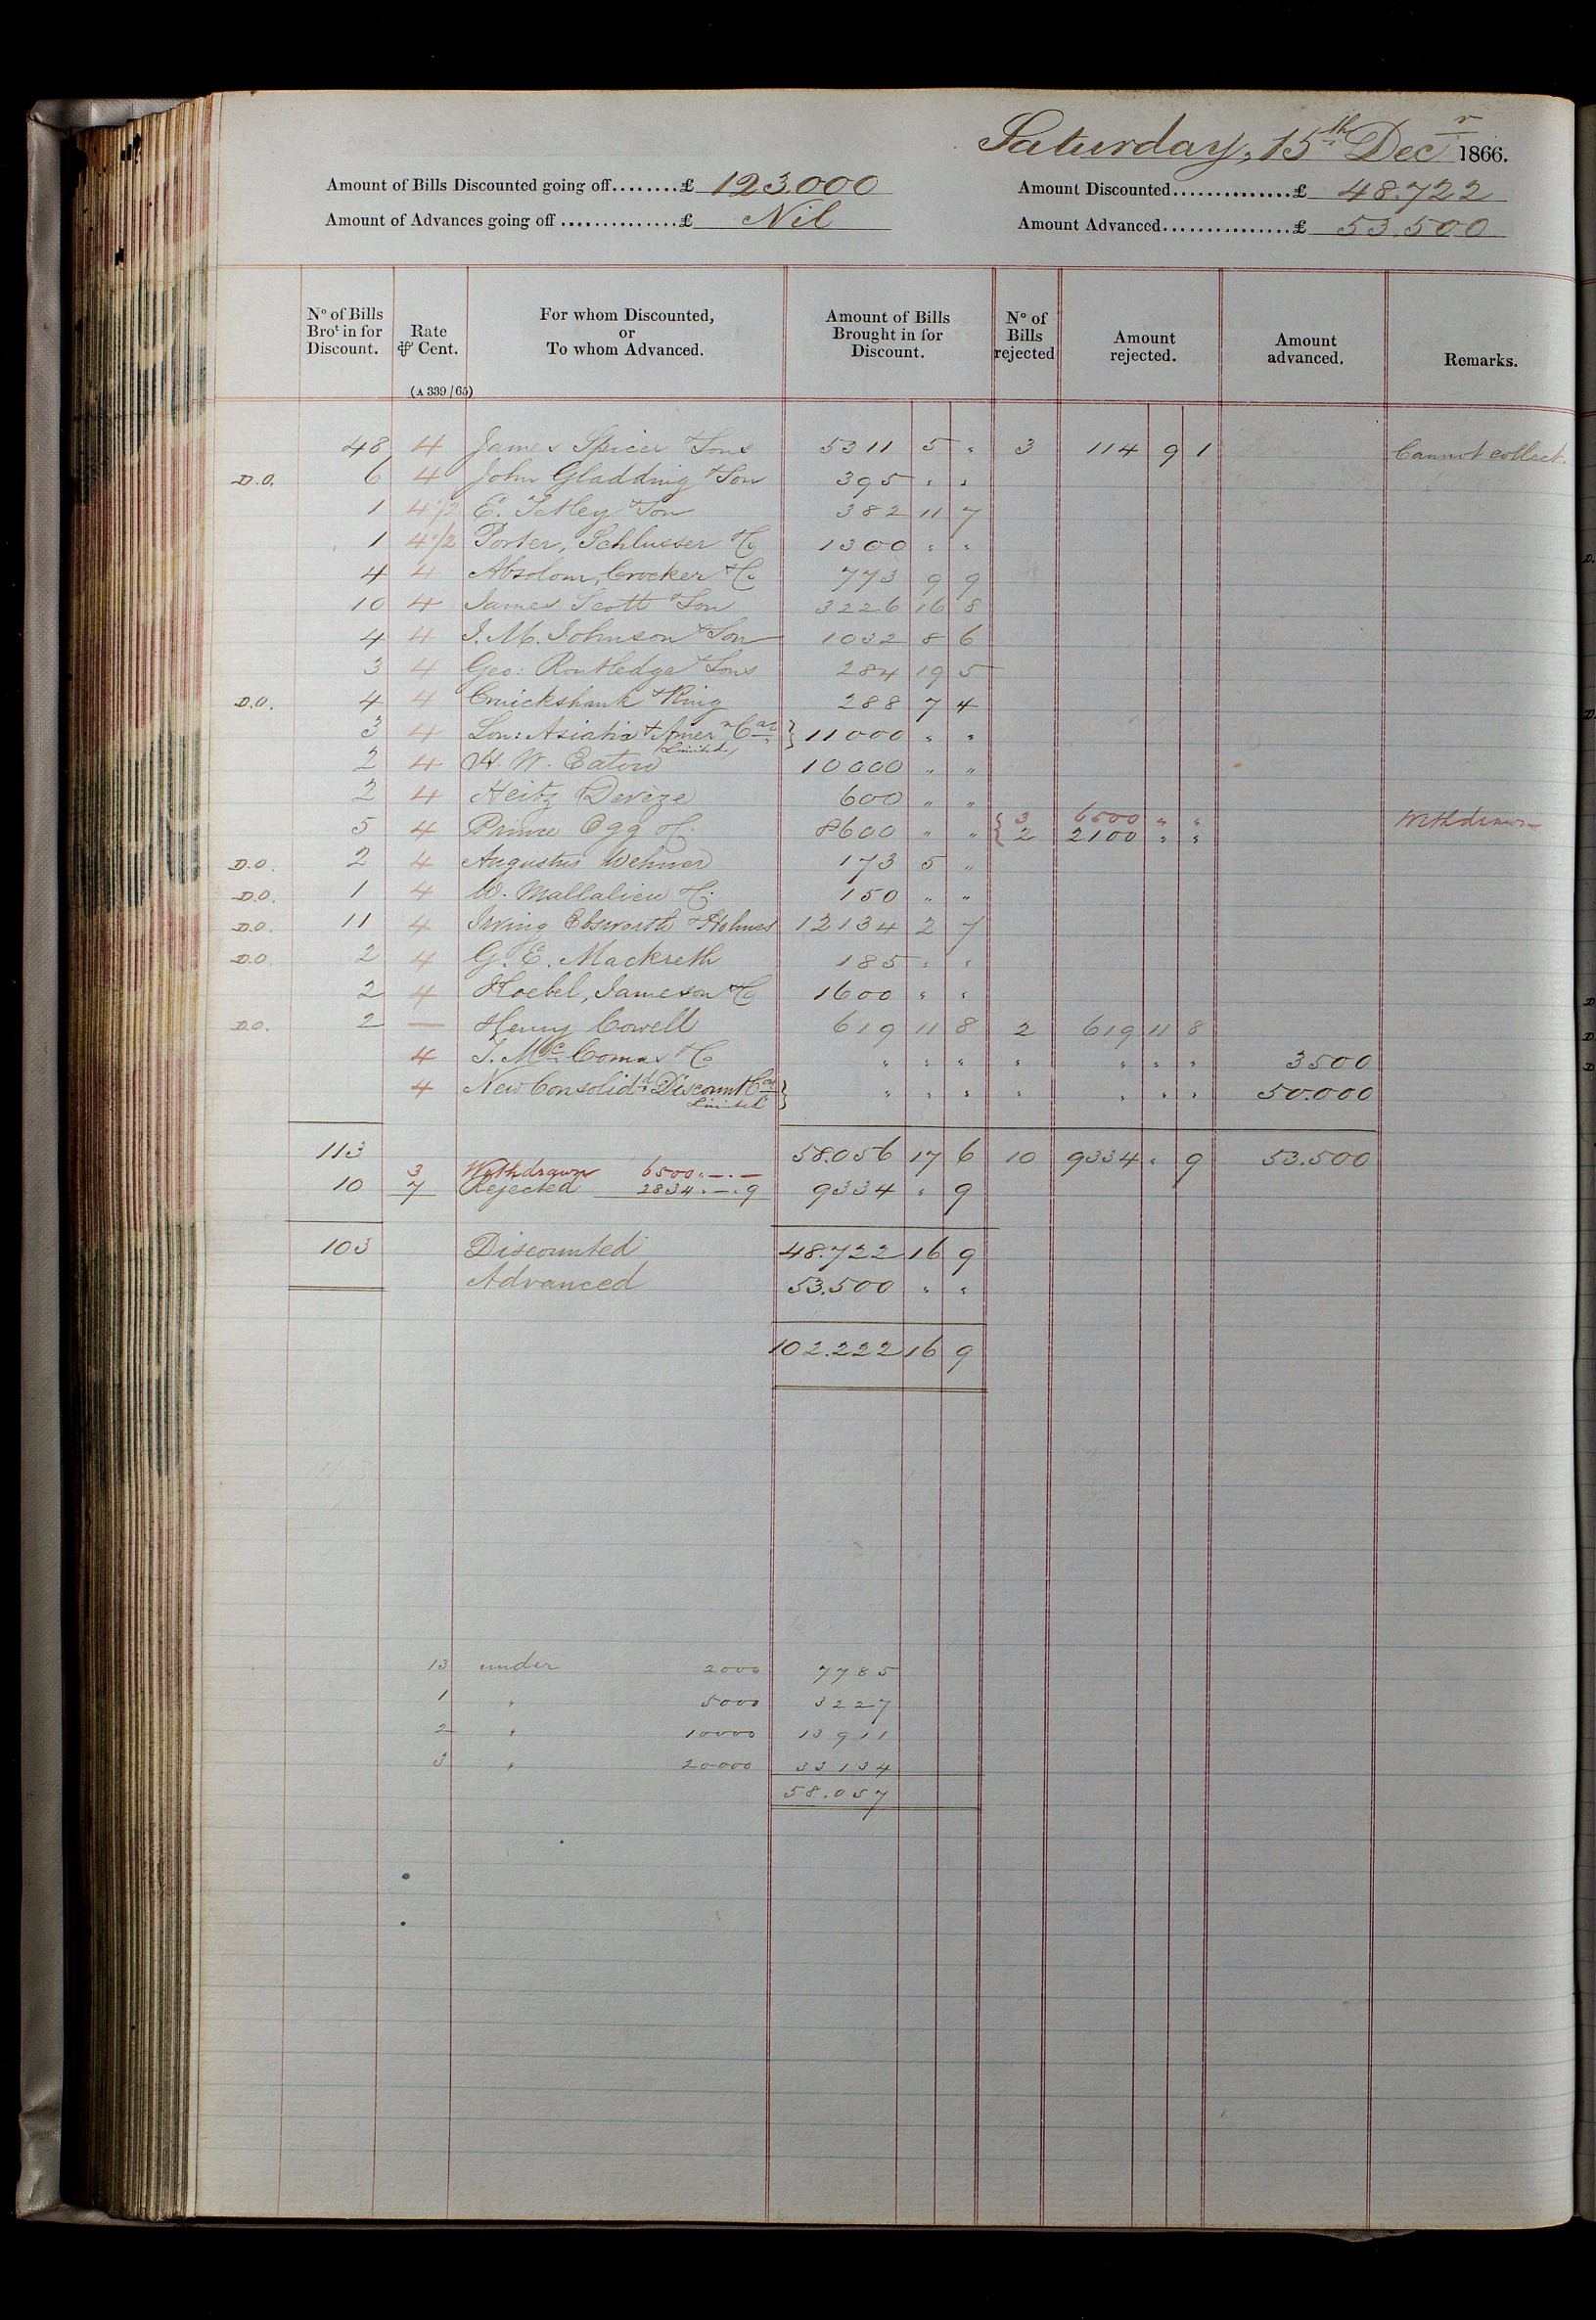 Saturday, 15th Decr 1866.
Amount of Bills Discounted going off........£ 123.000 Amount Discounted..............£ 48.722
Amount of Advances going off..............£ Nil Amount Advanced...............£ 53.500
No of Bills Brot in for Discount. Rate ⅌ Cent. For whom Discounted, or To whom Advanced. Amount of Bills Brought in for Discount. No of Bills rejected Amount rejected. Amount advanced. Remarks.
(A 339/65)
48 4 James Spicer & Sons 5311 5 " 3 114 9 1 Cannot collect.
D.O. 6 4 John Gladding & Son 395 " "
1 4 1/2 E. Tetley & Son 382 11 7
1 4 1/2 Porter, Schlusser & Co 1300 " "
4 4 Absolom, Crocker & Co 773 9 9
10 4 James Scott & Son 3226 16 8
4 4 J. M. Johnson & Son 1032 8 6
3 4 Geo: Routledge & Sons 284 19 5
D.O. 4 4 Cruickshank & King 288 7 4
3 4 Lon: Asiatic & Amern Co Limited } 11000 " "
2 4 W. W. Eaton 10000 " "
2 4 Heitz Devèze 600 " "
5 4 Prince Ogg & Co. 8600 " " { 3 6500 " " Withdrawn
{ 2 2100 " "
D.O. 2 4 Augustus Wehner 173 5 "
D.O. 1 4 W. Mallalieu & Co. 150 " "
D.O. 11 4 Irving Ebsworth & Holmes 12134 2 7
D.O. 2 4 G. E. Mackreth 185 " "
2 4 Hoebel, Jameson & Co 1600 " "
D.O. 2 — Henry Cowell 619 11 8 2 619 11 8
4 T. McComas & Co " " " " " " " 3500
4 New Consolidd Discount Con Limited } " " " " " " " 50.000
113 58.056 17 6 10 9334 " 9 53.500
3 Withdrawn 6500.—.—
10 7 Rejected 2834.—.9 9334 " 9
103 Discounted 48.722 16 9
Advanced 53.500 " "
102.222 16 9
13 under 2000 7785
1 " 5000 3227
2 " 10000 13911
3 " 20000 33134
58.057